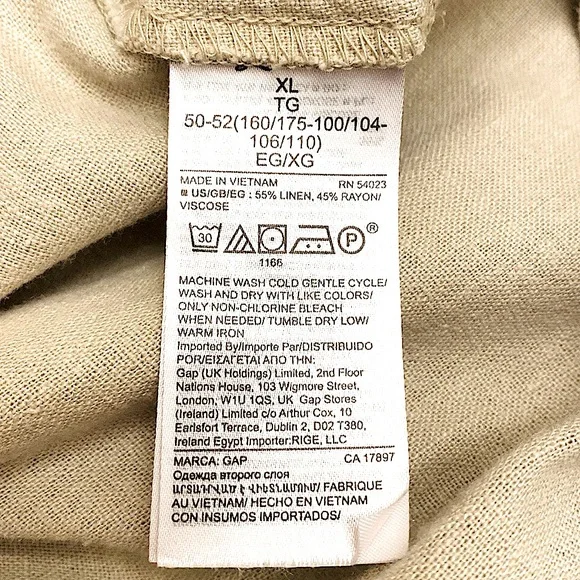 XL
TG
50-52(160/175-100/104-
106/110)
EG/XG
MADE IN VIETNAM RN 54023
US/GB/EG : 55% LINEN, 45% RAYON/
VISCOSE
30 P ®
1166
MACHINE WASH COLD GENTLE CYCLE/
WASH AND DRY WITH LIKE COLORS/
ONLY NON-CHLORINE BLEACH
WHEN NEEDED/ TUMBLE DRY LOW/
WARM IRON
Imported By/Importe Par/DISTRIBUIDO
POR/ΕΙΣΑΓΕΤΑΙ ΑΠΟ ΤΗΝ:
Gap (UK Holdings) Limited, 2nd Floor
Nations House, 103 Wigmore Street,
London, W1U 1QS, UK Gap Stores
(Ireland) Limited c/o Arthur Cox, 10
Earlsfort Terrace, Dublin 2, D02 T380,
Ireland Egypt Importer:RIGE, LLC
MARCA: GAP CA 17897
Одежда второго слоя
ԱՐՏԱԴՐՎԱԾ Է ՎԻԵՏՆԱՄՈՒՄ/ FABRIQUE
AU VIETNAM/ HECHO EN VIETNAM
CON INSUMOS IMPORTADOS/